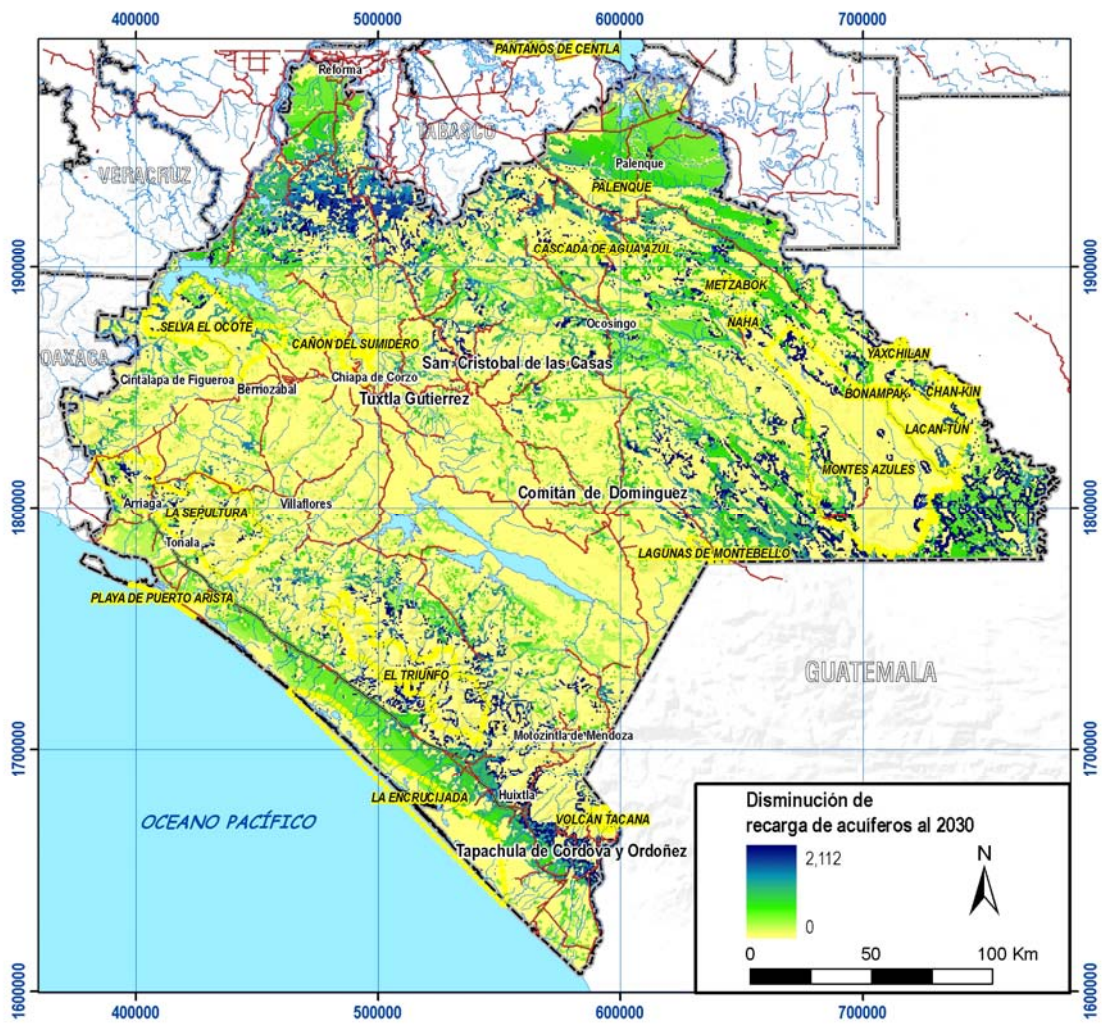 400000
500000
600000
700000
PANTANOS DE CENTLA
Reforma
TABASCO
VERACRUZ
Palenque
PALENQUE
CASCADA DE AGUA AZUL
1900000
1900000
METZABOK
SELVA EL OCOTE
NAHA
Ocosingo
CAÑON DEL SUMIDERO
YAXCHILAN
OAXACA
San Cristobal de las Casas
Cintalapa de Figueroa
Chiapa de Corzo
Berriozabal
BONAMPAK
CHAN-KIN
Tuxtla Gutierrez
LACAN-TUN
MONTES AZULES
Comitán de Dominguez
Arriaga
LA SEPULTURA
Villaflores
1800000
1800000
Tonala
LAGUNAS DE MONTEBELLO
PLAYA DE PUERTO ARISTA
EL TRIUNFO
GUATEMALA
Motozintla de Mendoza
1700000
1700000
LA ENCRUCIJADA
Huixtla
VOLCÁN TACANA
OCEANO PACÍFICO
Tapachula de Córdova y Ordoñez
Disminución de
recarga de acuíferos al 2030
2,112
0
N
0 50 100 Km
1600000
1600000
400000
500000
600000
700000